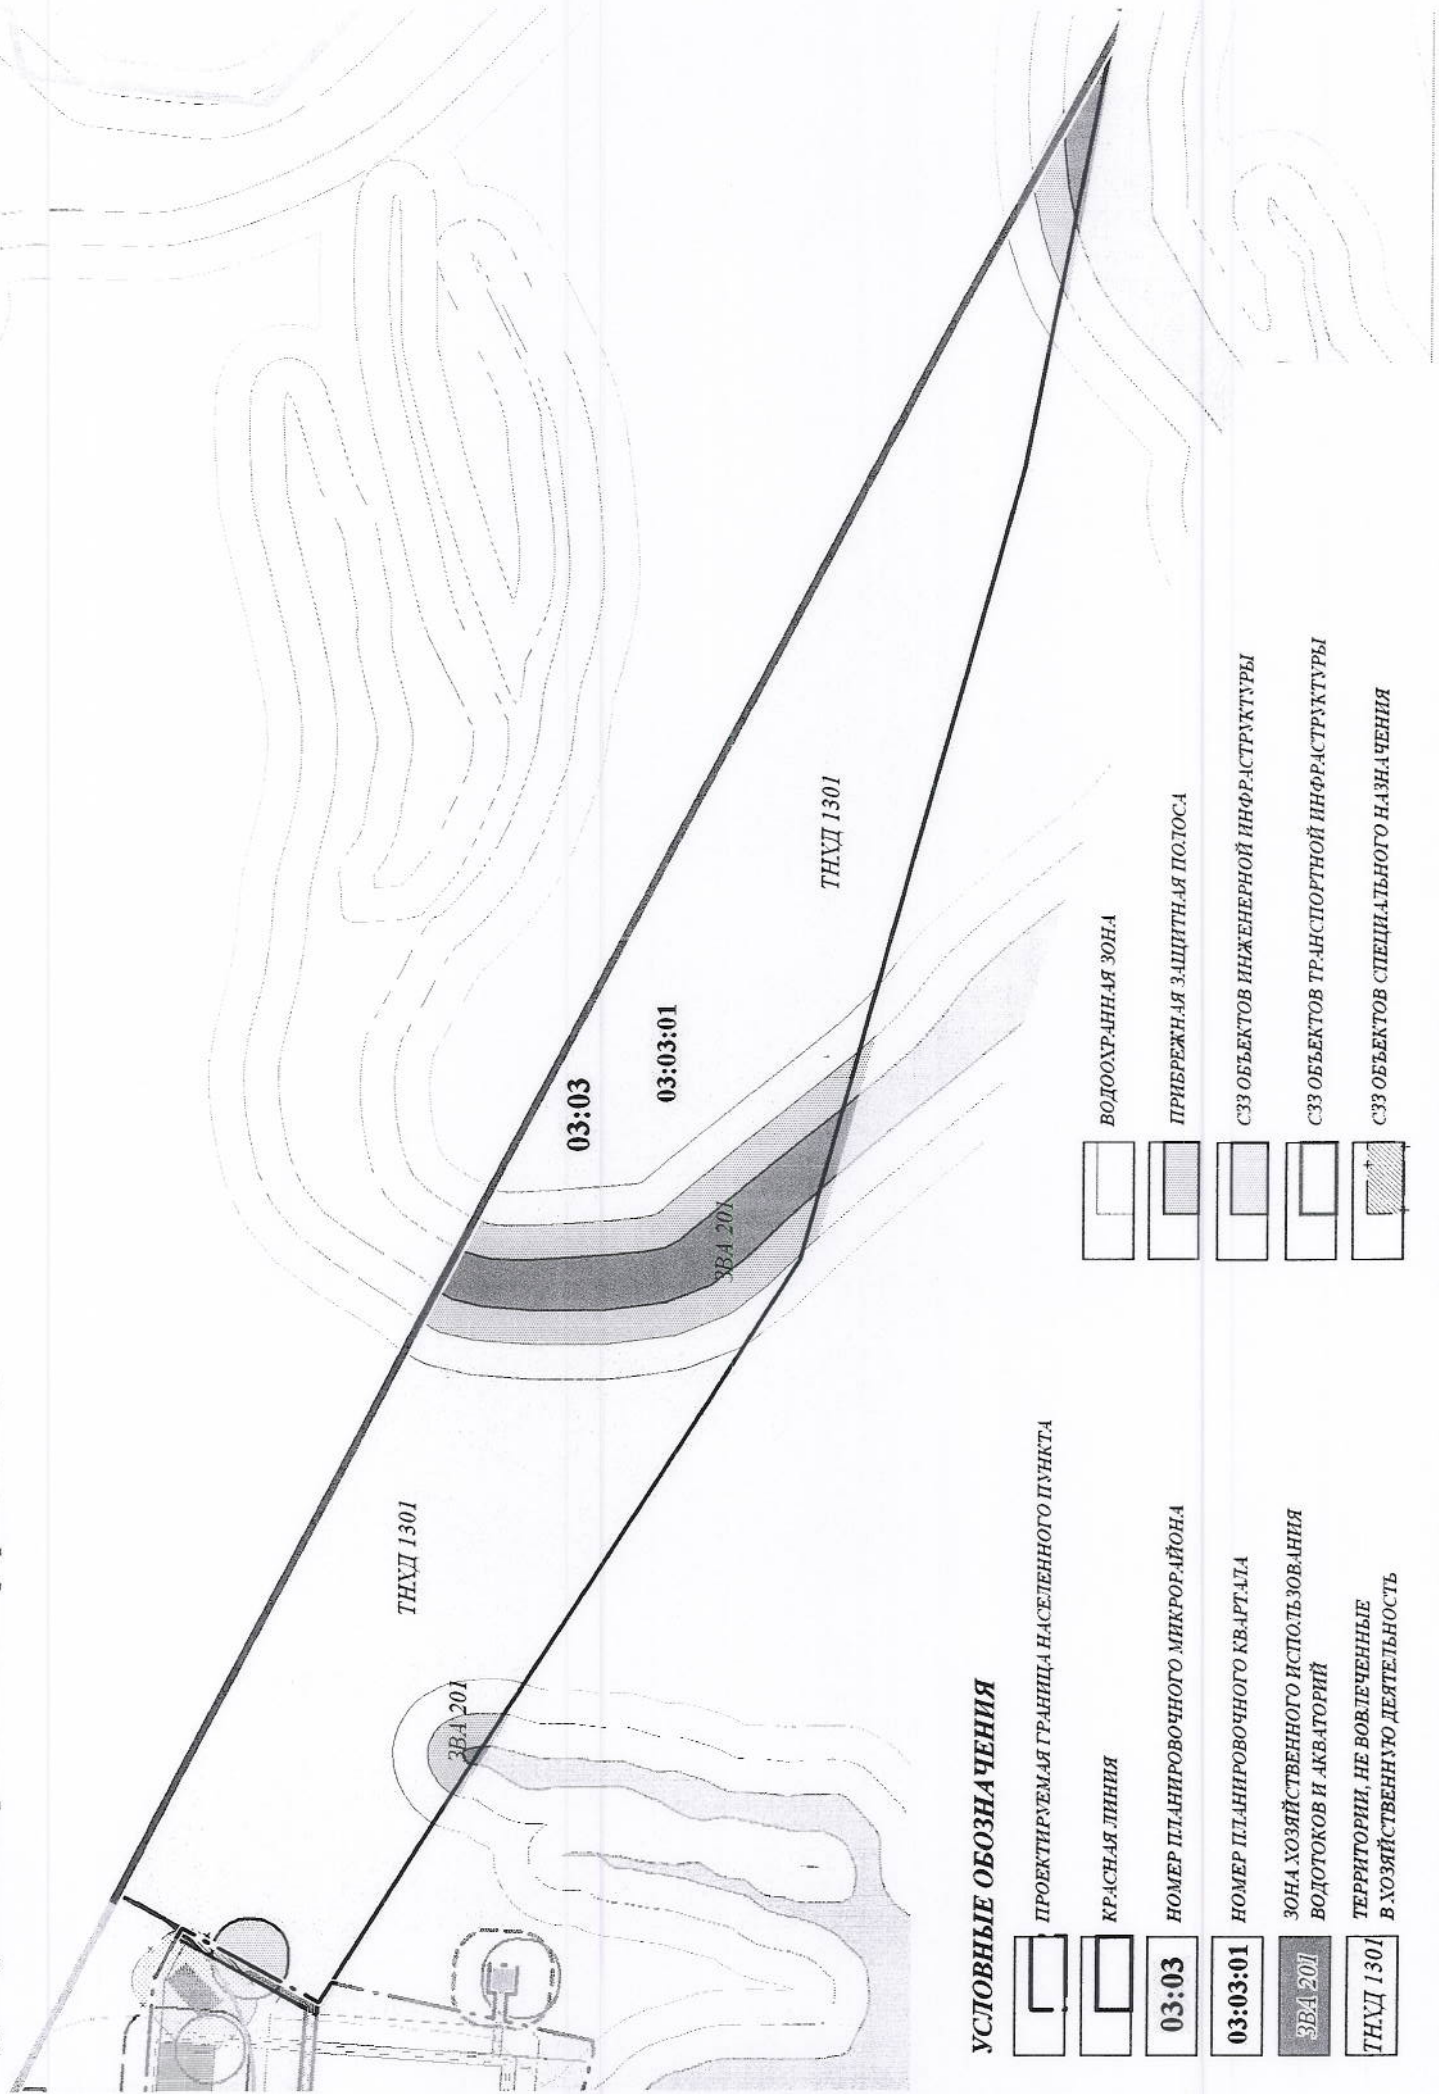 ЗВА 201
ТНХД 1301
ЗВА 201
03:03
03:03:01
ТНХД 1301
УСЛОВНЫЕ ОБОЗНАЧЕНИЯ
ПРОЕКТИРУЕМАЯ ГРАНИЦА НАСЕЛЕННОГО ПУНКТА
КРАСНАЯ ЛИНИЯ
03:03
НОМЕР ПЛАНИРОВОЧНОГО МИКРОРАЙОНА
03:03:01
НОМЕР ПЛАНИРОВОЧНОГО КВАРТАЛА
ЗВА 201
ЗОНА ХОЗЯЙСТВЕННОГО ИСПОЛЬЗОВАНИЯ
ВОДОТОКОВ И АКВАТОРИЙ
ТНХД 1301
ТЕРРИТОРИИ, НЕ ВОВЛЕЧЕННЫЕ
В ХОЗЯЙСТВЕННУЮ ДЕЯТЕЛЬНОСТЬ
ВОДООХРАННАЯ ЗОНА
ПРИБРЕЖНАЯ ЗАЩИТНАЯ ПОЛОСА
СЗЗ ОБЪЕКТОВ ИНЖЕНЕРНОЙ ИНФРАСТРУКТУРЫ
СЗЗ ОБЪЕКТОВ ТРАНСПОРТНОЙ ИНФРАСТРУКТУРЫ
СЗЗ ОБЪЕКТОВ СПЕЦИАЛЬНОГО НАЗНАЧЕНИЯ